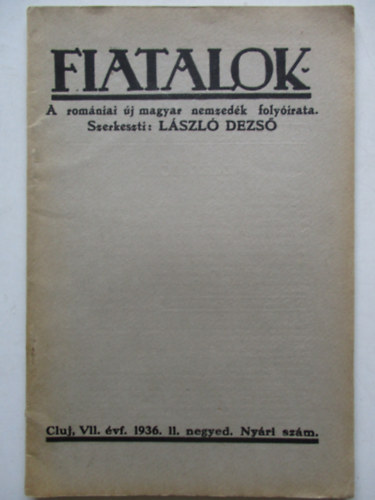 FIATALOK
A romániai új magyar nemzedék folyóirata.
Szerkeszti: LÁSZLÓ DEZSŐ
Cluj, VII. évf. 1936. II. negyed. Nyári szám.